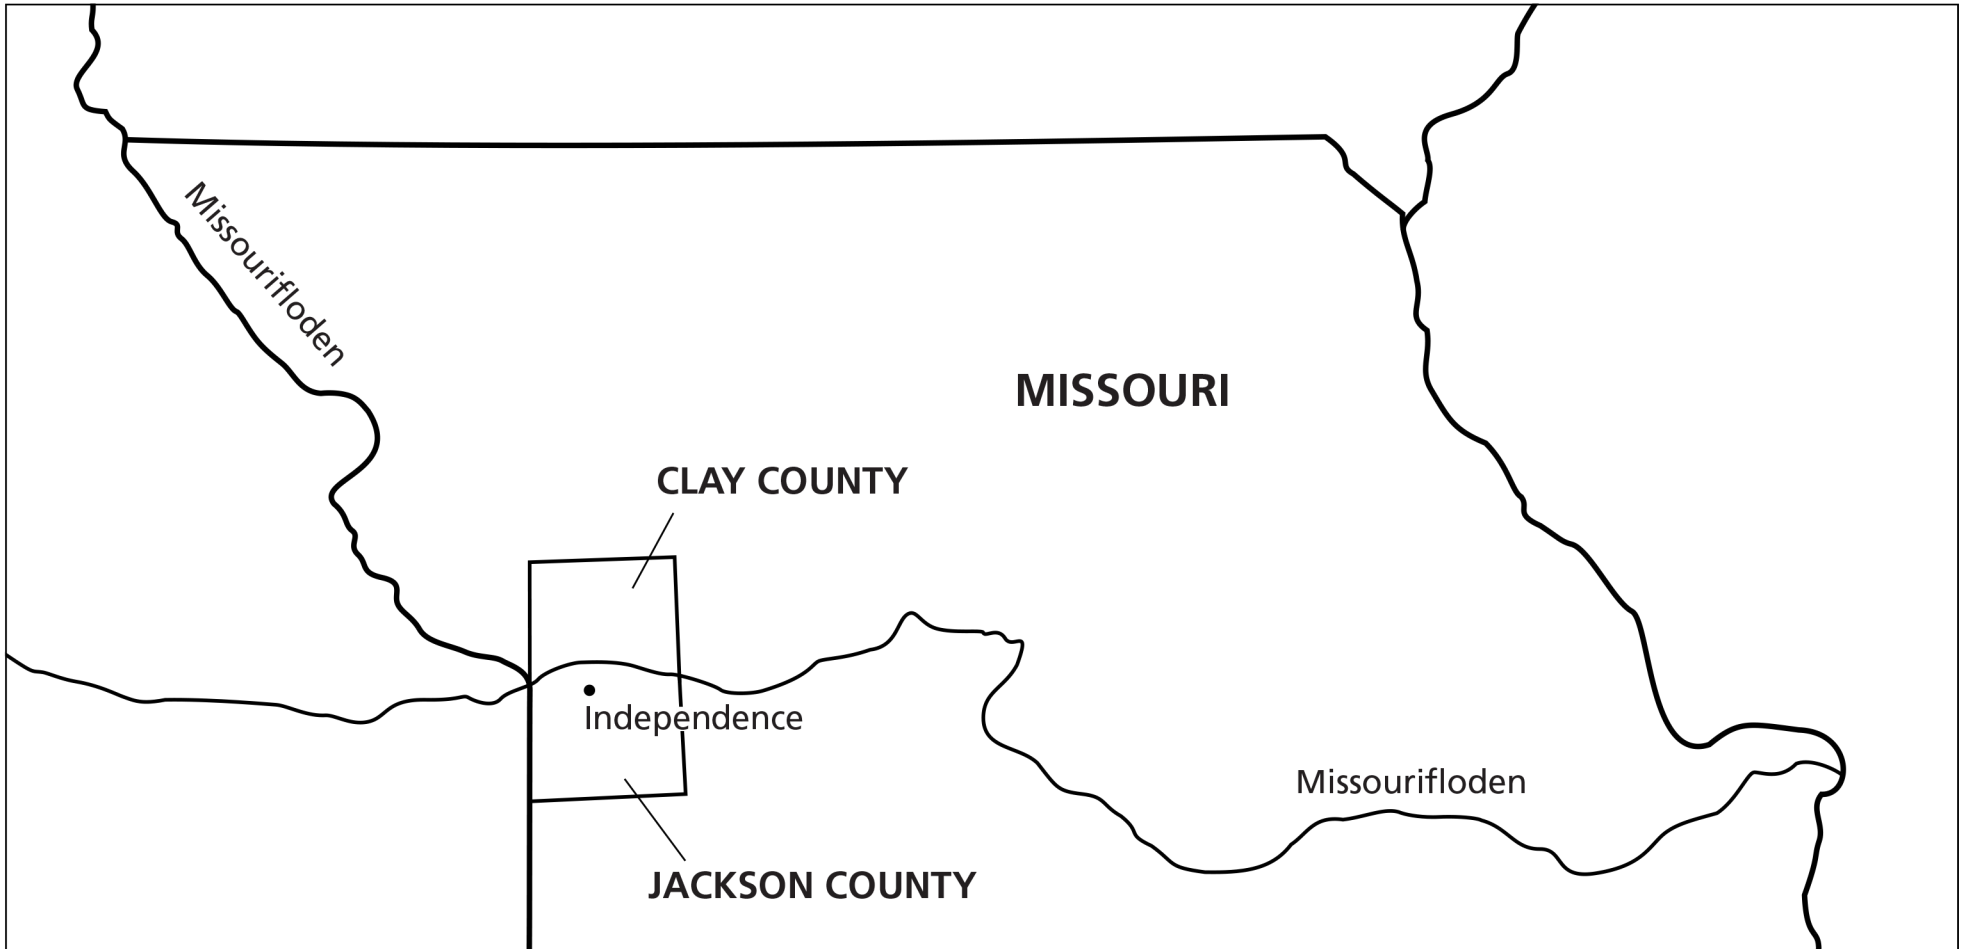 Missourifloden
MISSOURI
CLAY COUNTY
Independence
Missourifloden
JACKSON COUNTY